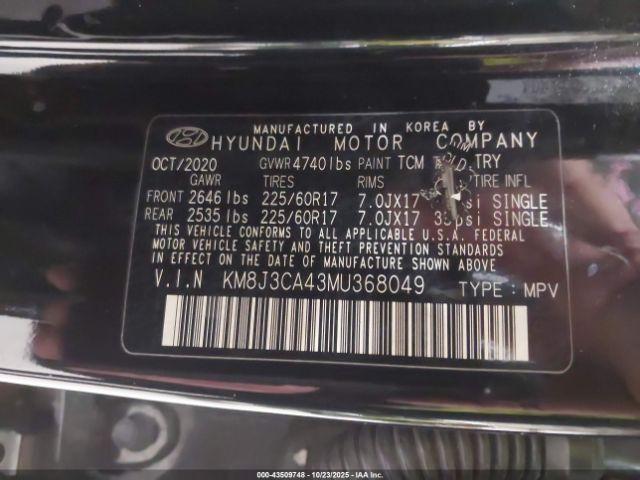 MANUFACTURED IN KOREA BY
HYUNDAI MOTOR COMPANY
OCT/2020 GVWR 4740 lbs PAINT TCM TRY
GAWR TIRES RIMS TIRE INFL
FRONT 2646 lbs 225/60R17 7.0JX17 SINGLE
REAR 2535 lbs 225/60R17 7.0JX17 psi SINGLE
THIS VEHICLE CONFORMS TO ALL APPLICABLE U.S.A. FEDERAL
MOTOR VEHICLE SAFETY AND THEFT PREVENTION STANDARDS
IN EFFECT ON THE DATE OF MANUFACTURE SHOWN ABOVE
V.I.N KM8J3CA43MU368049 TYPE : MPV
000-43509748 - 10/23/2025 - IAA Inc.